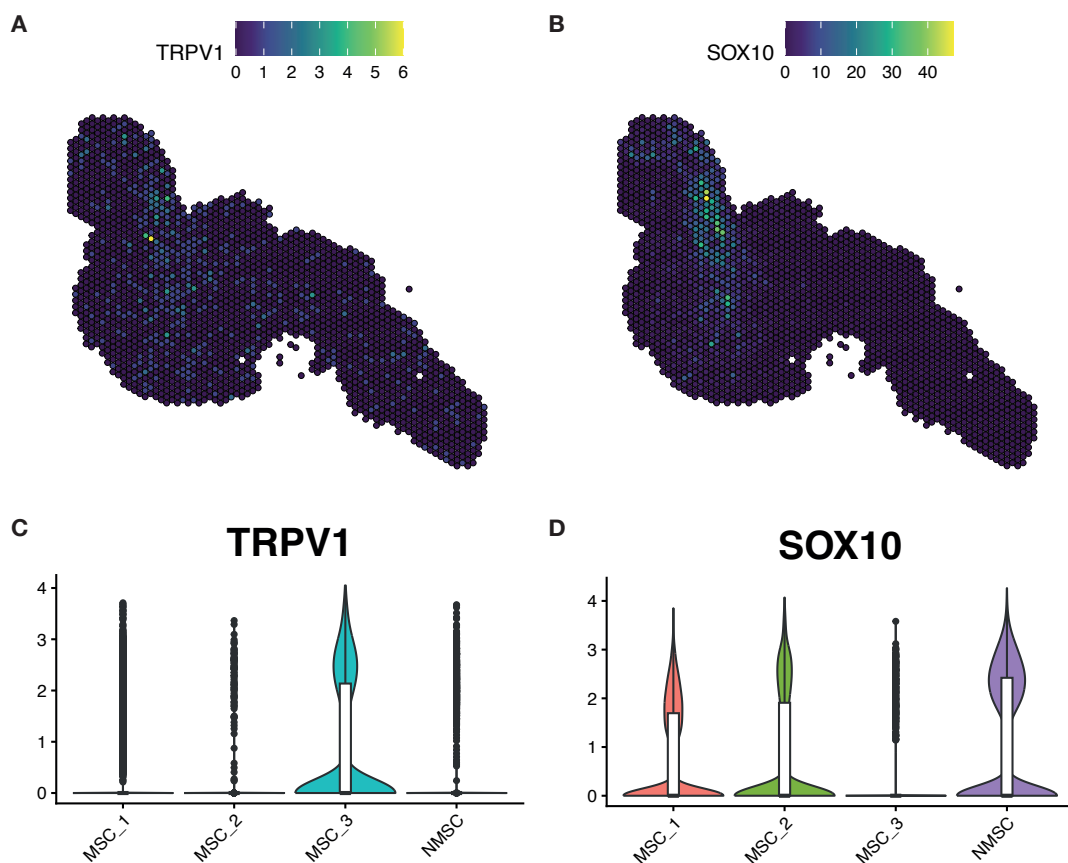 A
TRPV1
0 1 2 3 4 5 6
B
SOX10
0 10 20 30 40
C
TRPV1
4
3
2
1
0
MSC_1
MSC_2
MSC_3
NMSC
D
SOX10
4
3
2
1
0
MSC_1
MSC_2
MSC_3
NMSC